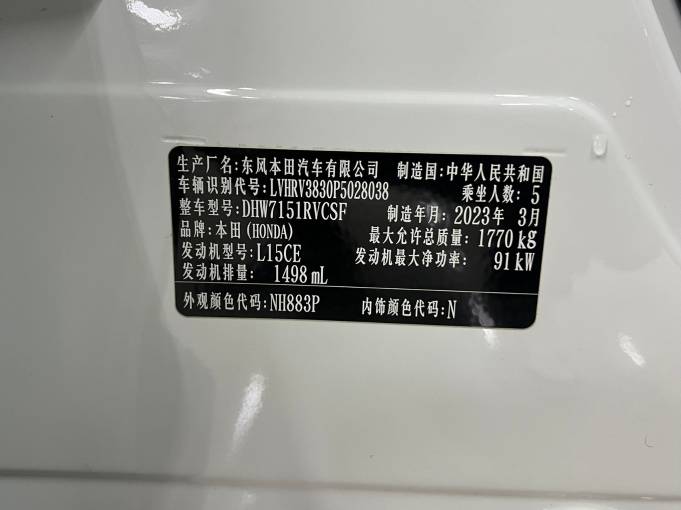 生产厂名:东风本田汽车有限公司 制造国:中华人民共和国
车辆识别代号:LVHRV3830P5028038 乘坐人数:5
整车型号:DHW7151RVCSF 制造年月:2023年 3月
品牌:本田(HONDA) 最大允许总质量:1770kg
发动机型号:L15CE 发动机最大净功率: 91kW
发动机排量: 1498mL
外观颜色代码:NH883P 内饰颜色代码:N